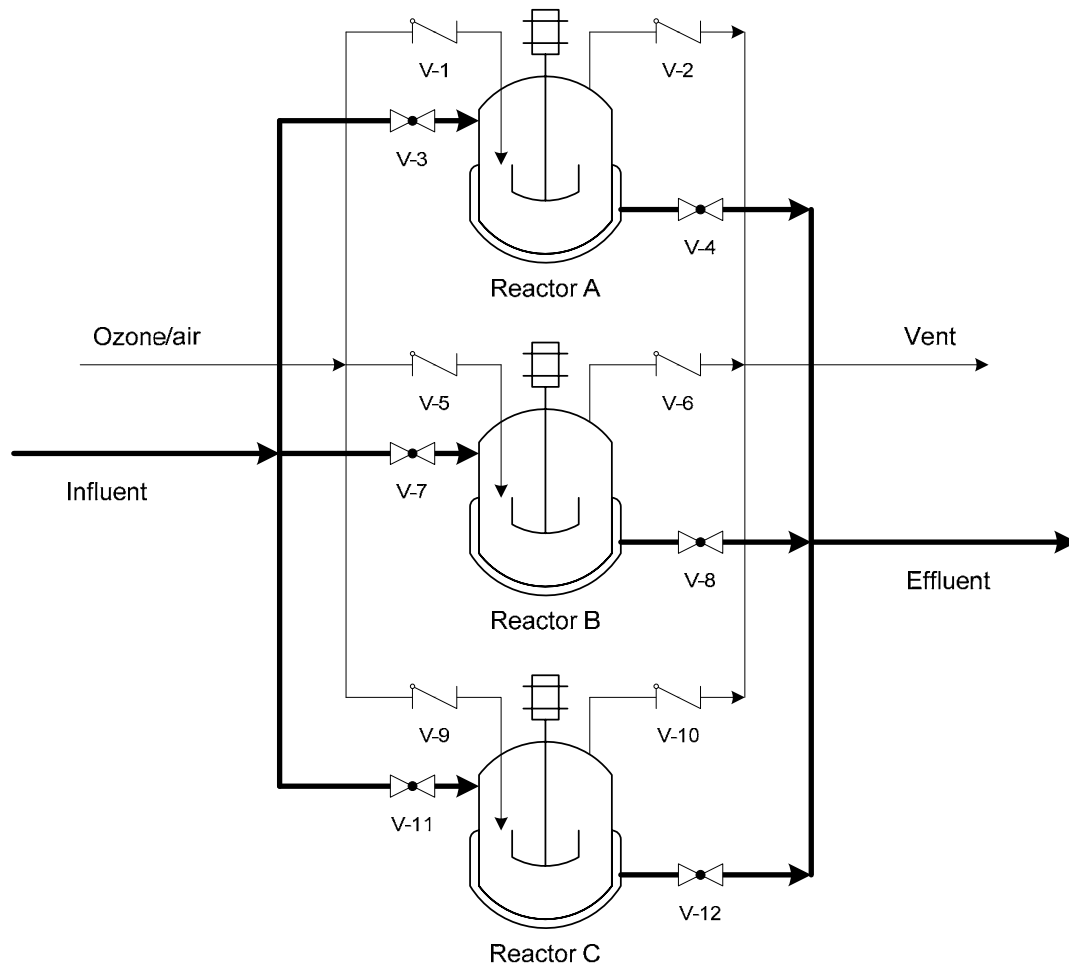 V-1
V-2
V-3
V-4
Reactor A
Ozone/air
Vent
V-5
V-6
Influent
V-7
V-8
Effluent
Reactor B
V-9
V-10
V-11
V-12
Reactor C